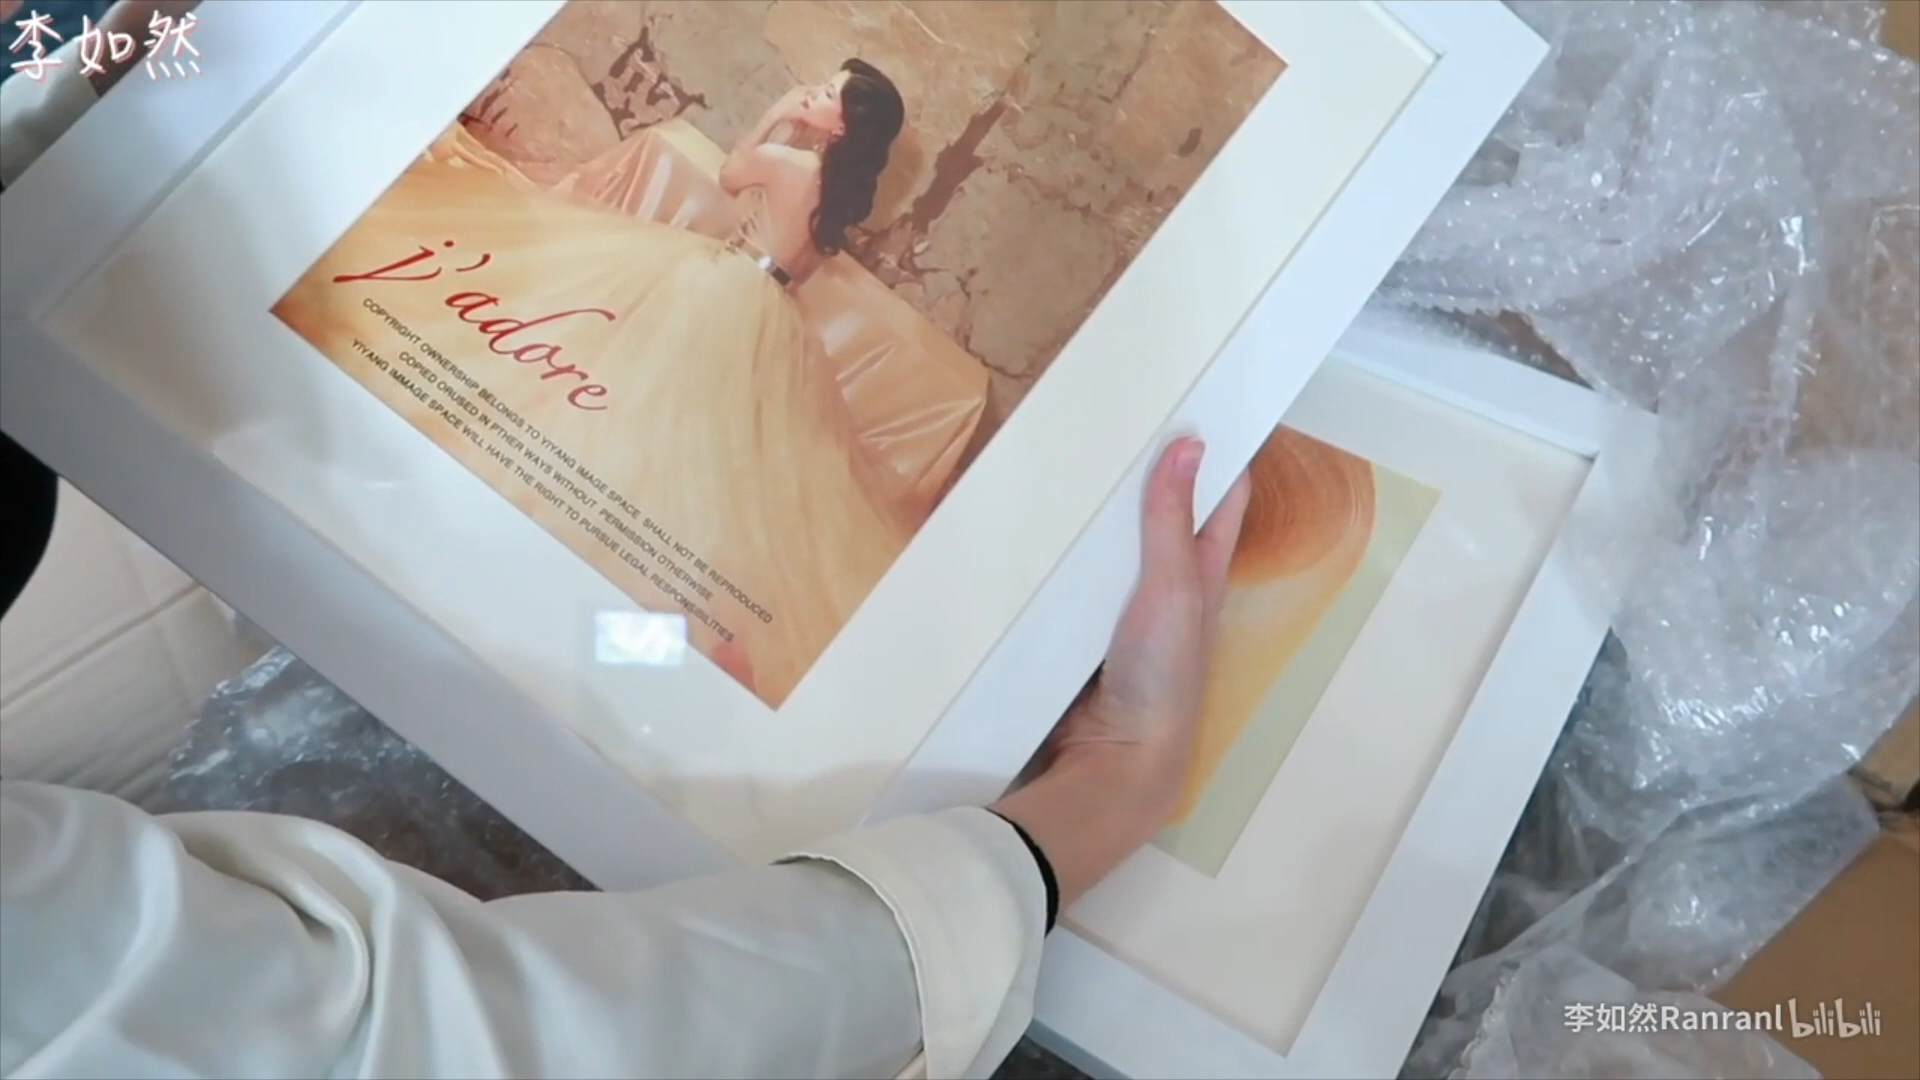 李如然
j'adore
COPYRIGHT OWNERSHIP BELONGS TO YIYANG IMAGE SPACE SHALL NOT BE REPRODUCED
COPIED ORUSED IN PTHER WAYS WITHOUT PERMISSION OTHERWISE
YIYANG IMMAGE SPACE WILL HAVE THE RIGHT TO PURSUE LEGAL RESPONSIBILITIES
李如然Ranranl bilibili